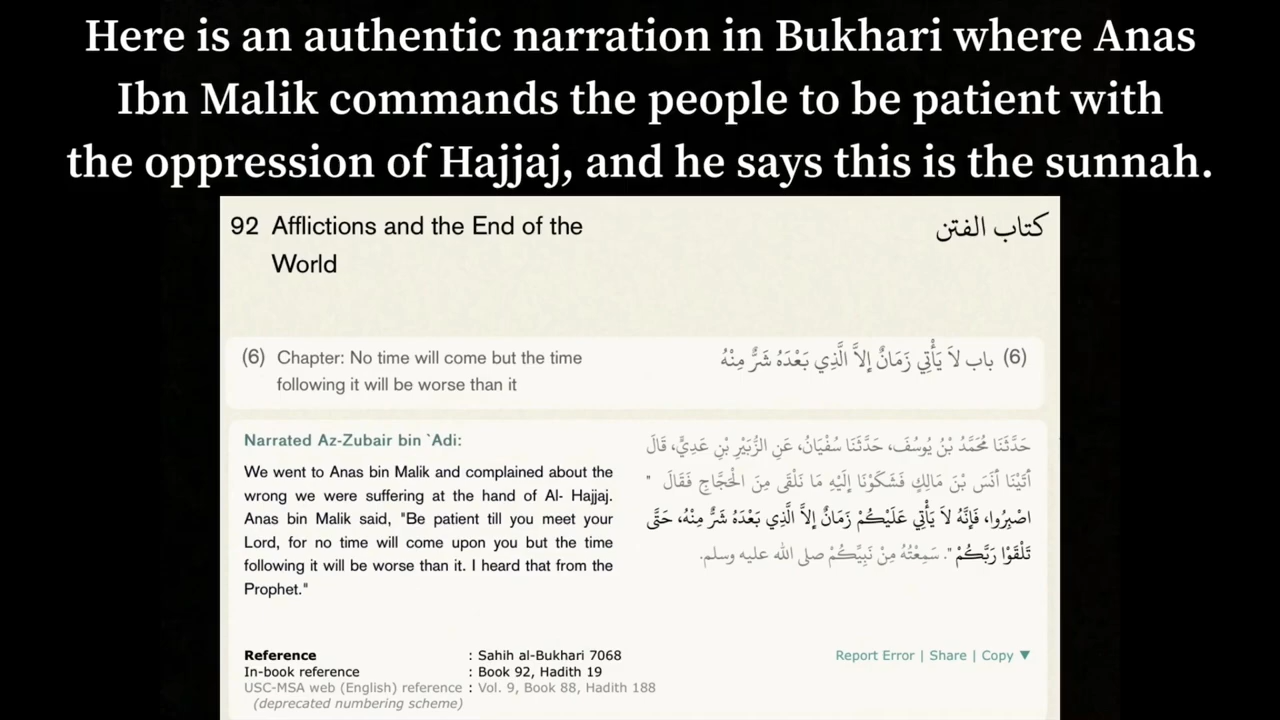 Here is an authentic narration in Bukhari where Anas
Ibn Malik commands the people to be patient with
the oppression of Hajjaj, and he says this is the sunnah.
92 Afflictions and the End of the
World
كتاب الفتن
(6) Chapter: No time will come but the time
following it will be worse than it
(6) باب لاَ يَأْتِي زَمَانٌ إِلاَّ الَّذِي بَعْدَهُ شَرٌّ مِنْهُ
Narrated Az-Zubair bin `Adi:
We went to Anas bin Malik and complained about the
wrong we were suffering at the hand of Al- Hajjaj.
Anas bin Malik said, "Be patient till you meet your
Lord, for no time will come upon you but the time
following it will be worse than it. I heard that from the
Prophet."
حَدَّثَنَا مُحَمَّدُ بْنُ يُوسُفَ، حَدَّثَنَا سُفْيَانُ، عَنِ الزُّبَيْرِ بْنِ عَدِيٍّ، قَالَ
أَتَيْنَا أَنَسَ بْنَ مَالِكٍ فَشَكَوْنَا إِلَيْهِ مَا نَلْقَى مِنَ الْحَجَّاجِ فَقَالَ ‏"‏
اصْبِرُوا، فَإِنَّهُ لاَ يَأْتِي عَلَيْكُمْ زَمَانٌ إِلاَّ الَّذِي بَعْدَهُ شَرٌّ مِنْهُ، حَتَّى
تَلْقَوْا رَبَّكُمْ ‏"‏‏.‏ سَمِعْتُهُ مِنْ نَبِيِّكُمْ صلى الله عليه وسلم‏.‏
Reference : Sahih al-Bukhari 7068
In-book reference : Book 92, Hadith 19
USC-MSA web (English) reference : Vol. 9, Book 88, Hadith 188
(deprecated numbering scheme)
Report Error | Share | Copy ▼